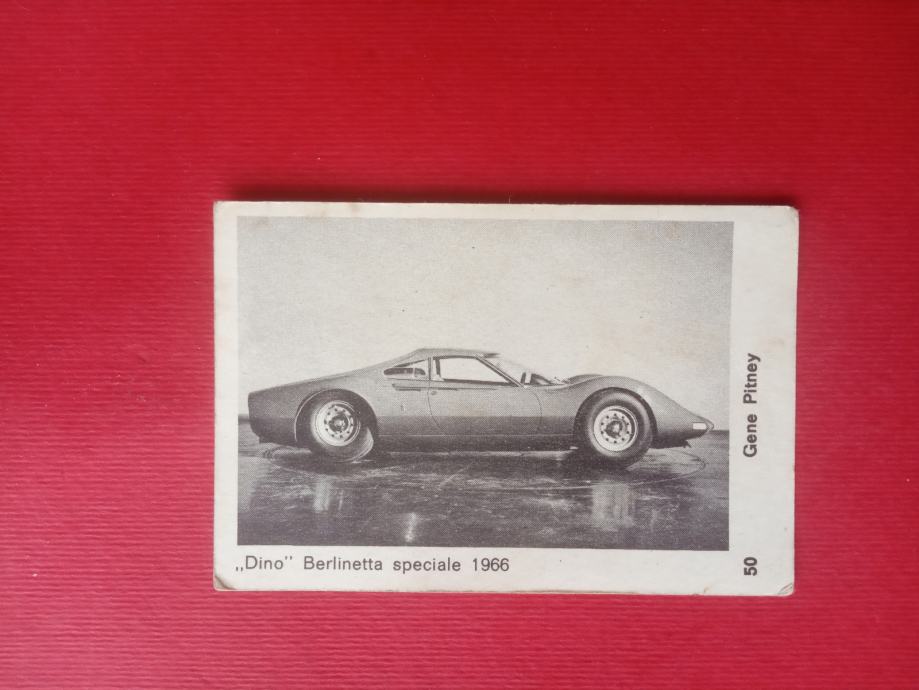 „Dino” Berlinetta speciale 1966
Gene Pitney
50